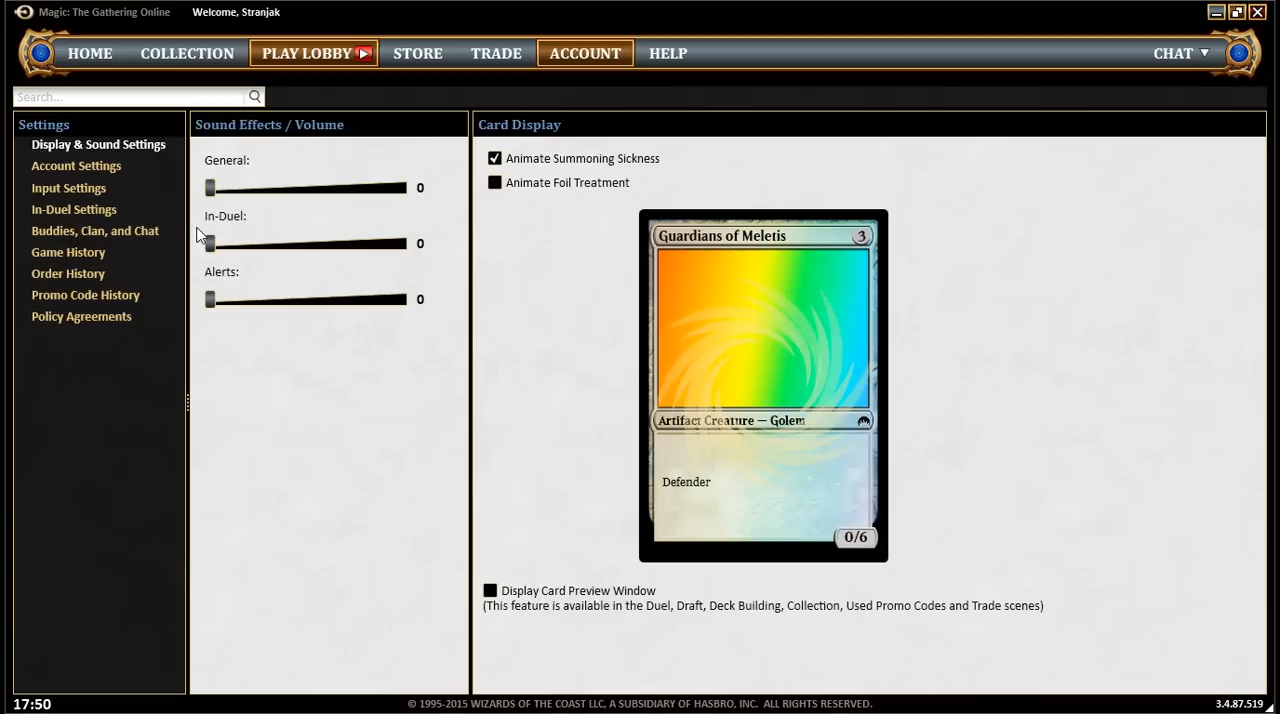 Magic: The Gathering Online
Welcome, Stranjak
HOME
COLLECTION
PLAY LOBBY
STORE
TRADE
ACCOUNT
HELP
CHAT
Search...
Settings
Display & Sound Settings
Account Settings
Input Settings
In-Duel Settings
Buddies, Clan, and Chat
Game History
Order History
Promo Code History
Policy Agreements
Sound Effects / Volume
General:
0
In-Duel:
0
Alerts:
0
Card Display
Animate Summoning Sickness
Animate Foil Treatment
Guardians of Meletis 3
Artifact Creature — Golem
Defender
0/6
Display Card Preview Window
(This feature is available in the Duel, Draft, Deck Building, Collection, Used Promo Codes and Trade scenes)
17:50
© 1995-2015 WIZARDS OF THE COAST LLC, A SUBSIDIARY OF HASBRO, INC. ALL RIGHTS RESERVED.
3.4.87.519